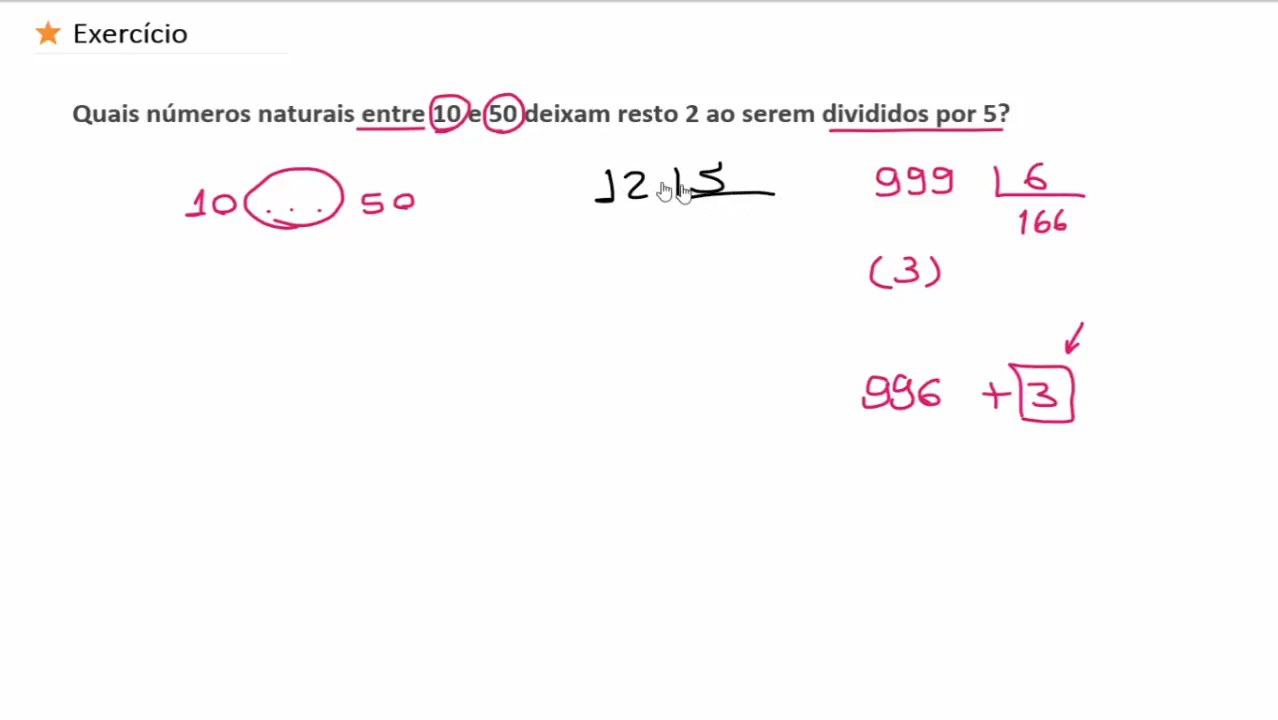 Exercício
Quais números naturais entre 10 e 50 deixam resto 2 ao serem divididos por 5?
10 ... 50
12 5
999 6
166
(3)
996 + 3